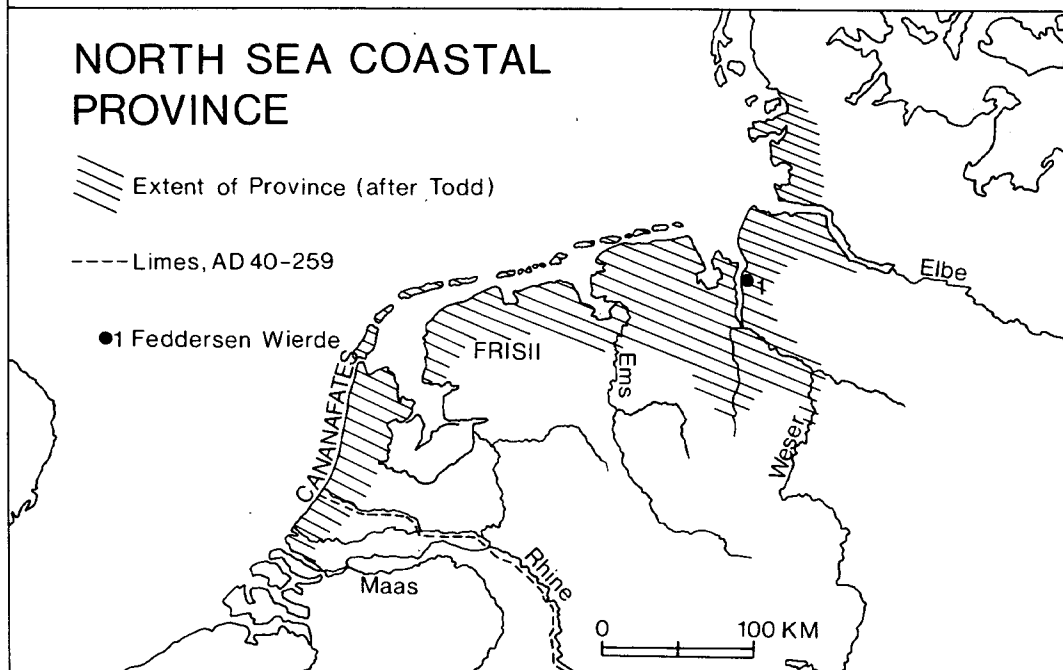 NORTH SEA COASTAL
PROVINCE
Extent of Province (after Todd)
Limes, AD 40-259
1 Feddersen Wierde
CANANAFATES
FRISII
Ems
Weser
Elbe
1
Maas
Rhine
0 100 KM